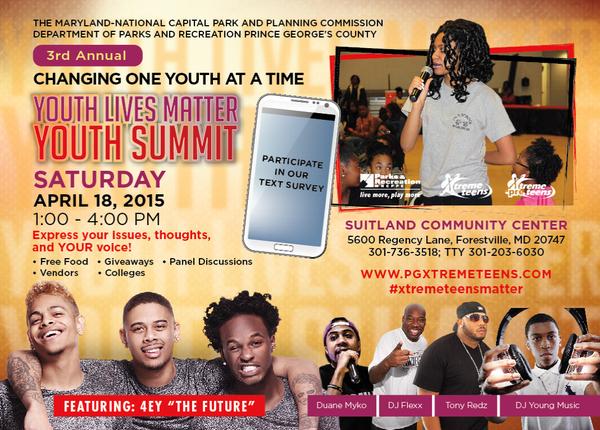 THE MARYLAND-NATIONAL CAPITAL PARK AND PLANNING COMMISSION
DEPARTMENT OF PARKS AND RECREATION PRINCE GEORGE'S COUNTY
3rd Annual
CHANGING ONE YOUTH AT A TIME
YOUTH LIVES MATTER
YOUTH SUMMIT
SATURDAY
APRIL 18, 2015
1:00 - 4:00 PM
Express your issues, thoughts,
and YOUR voice!
• Free Food • Giveaways • Panel Discussions
• Vendors • Colleges
PARTICIPATE
IN OUR
TEXT SURVEY
Parks &
Recreation
live more, play more
Xtreme
teens
Xtreme
teens
SUITLAND COMMUNITY CENTER
5600 Regency Lane, Forestville, MD 20747
301-736-3518; TTY 301-203-6030
WWW.PGXTREMETEENS.COM
#xtremeteensmatter
FEATURING: 4EY "THE FUTURE"
Duane Myko
DJ Flexx
Tony Redz
DJ Young Music